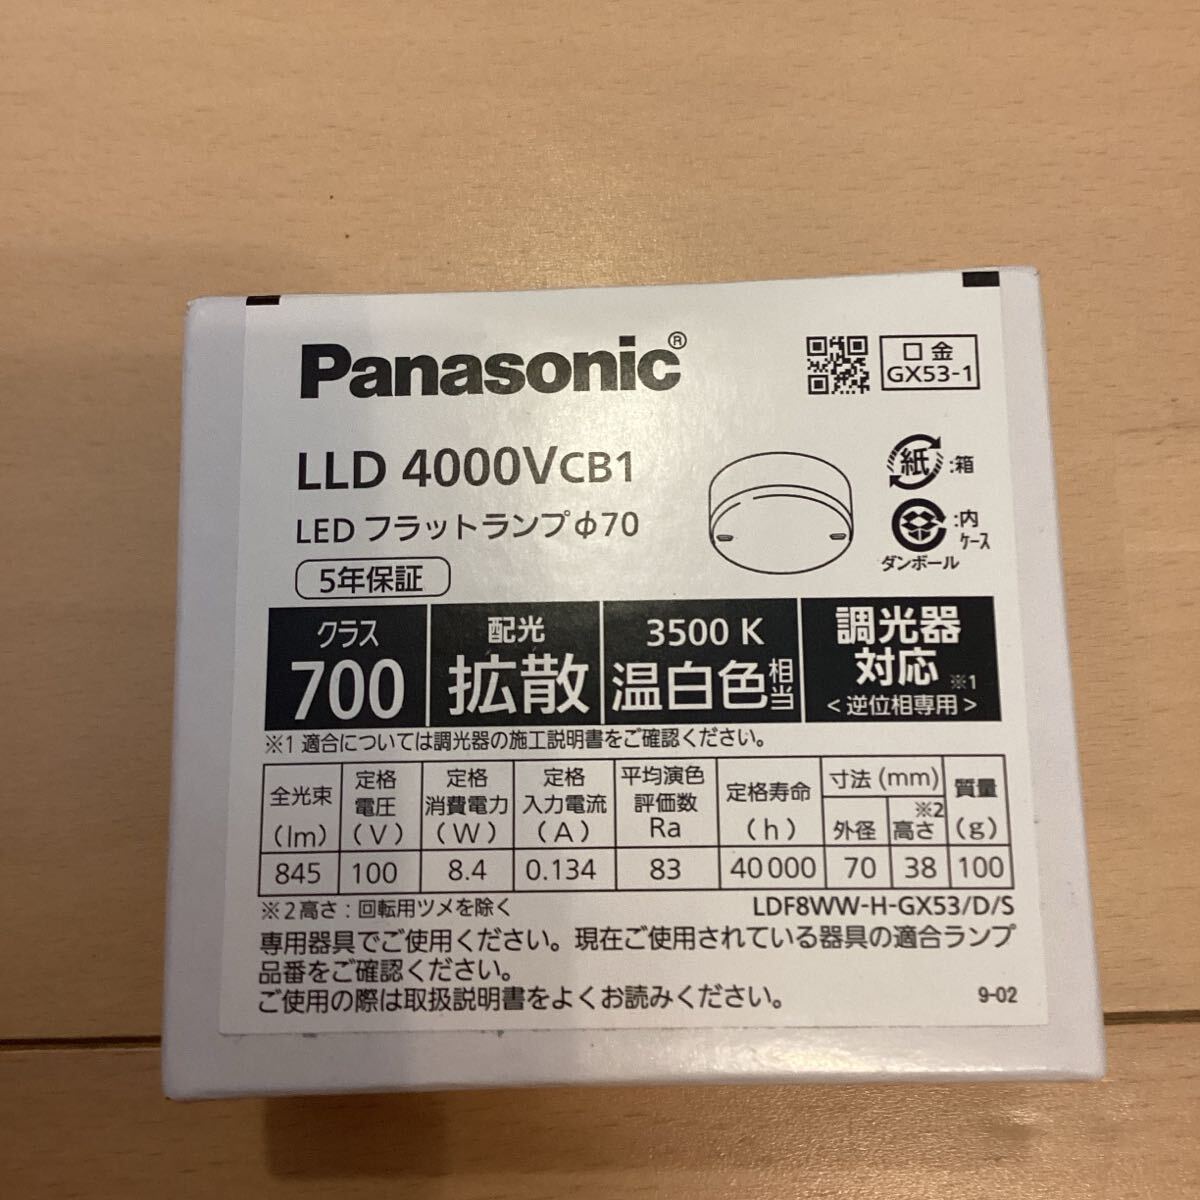 Panasonic®
口金
GX53-1
LLD 4000VCB1
LED フラットランプφ70
5年保証
紙 :箱
:内ケース
ダンボール
クラス
700
配光
拡散
3500 K
温白色相当
調光器
対応 ※1
<逆位相専用>
※1 適合については調光器の施工説明書をご確認ください。
全光束 (lm) 定格電圧 (V) 定格消費電力 (W) 定格入力電流 (A) 平均演色評価数 Ra 定格寿命 (h) 寸法 (mm) 外径 高さ※2 質量 (g)
845 100 8.4 0.134 83 40000 70 38 100
※2 高さ:回転用ツメを除く
LDF8WW-H-GX53/D/S
専用器具でご使用ください。現在ご使用されている器具の適合ランプ
品番をご確認ください。
ご使用の際は取扱説明書をよくお読みください。
9-02